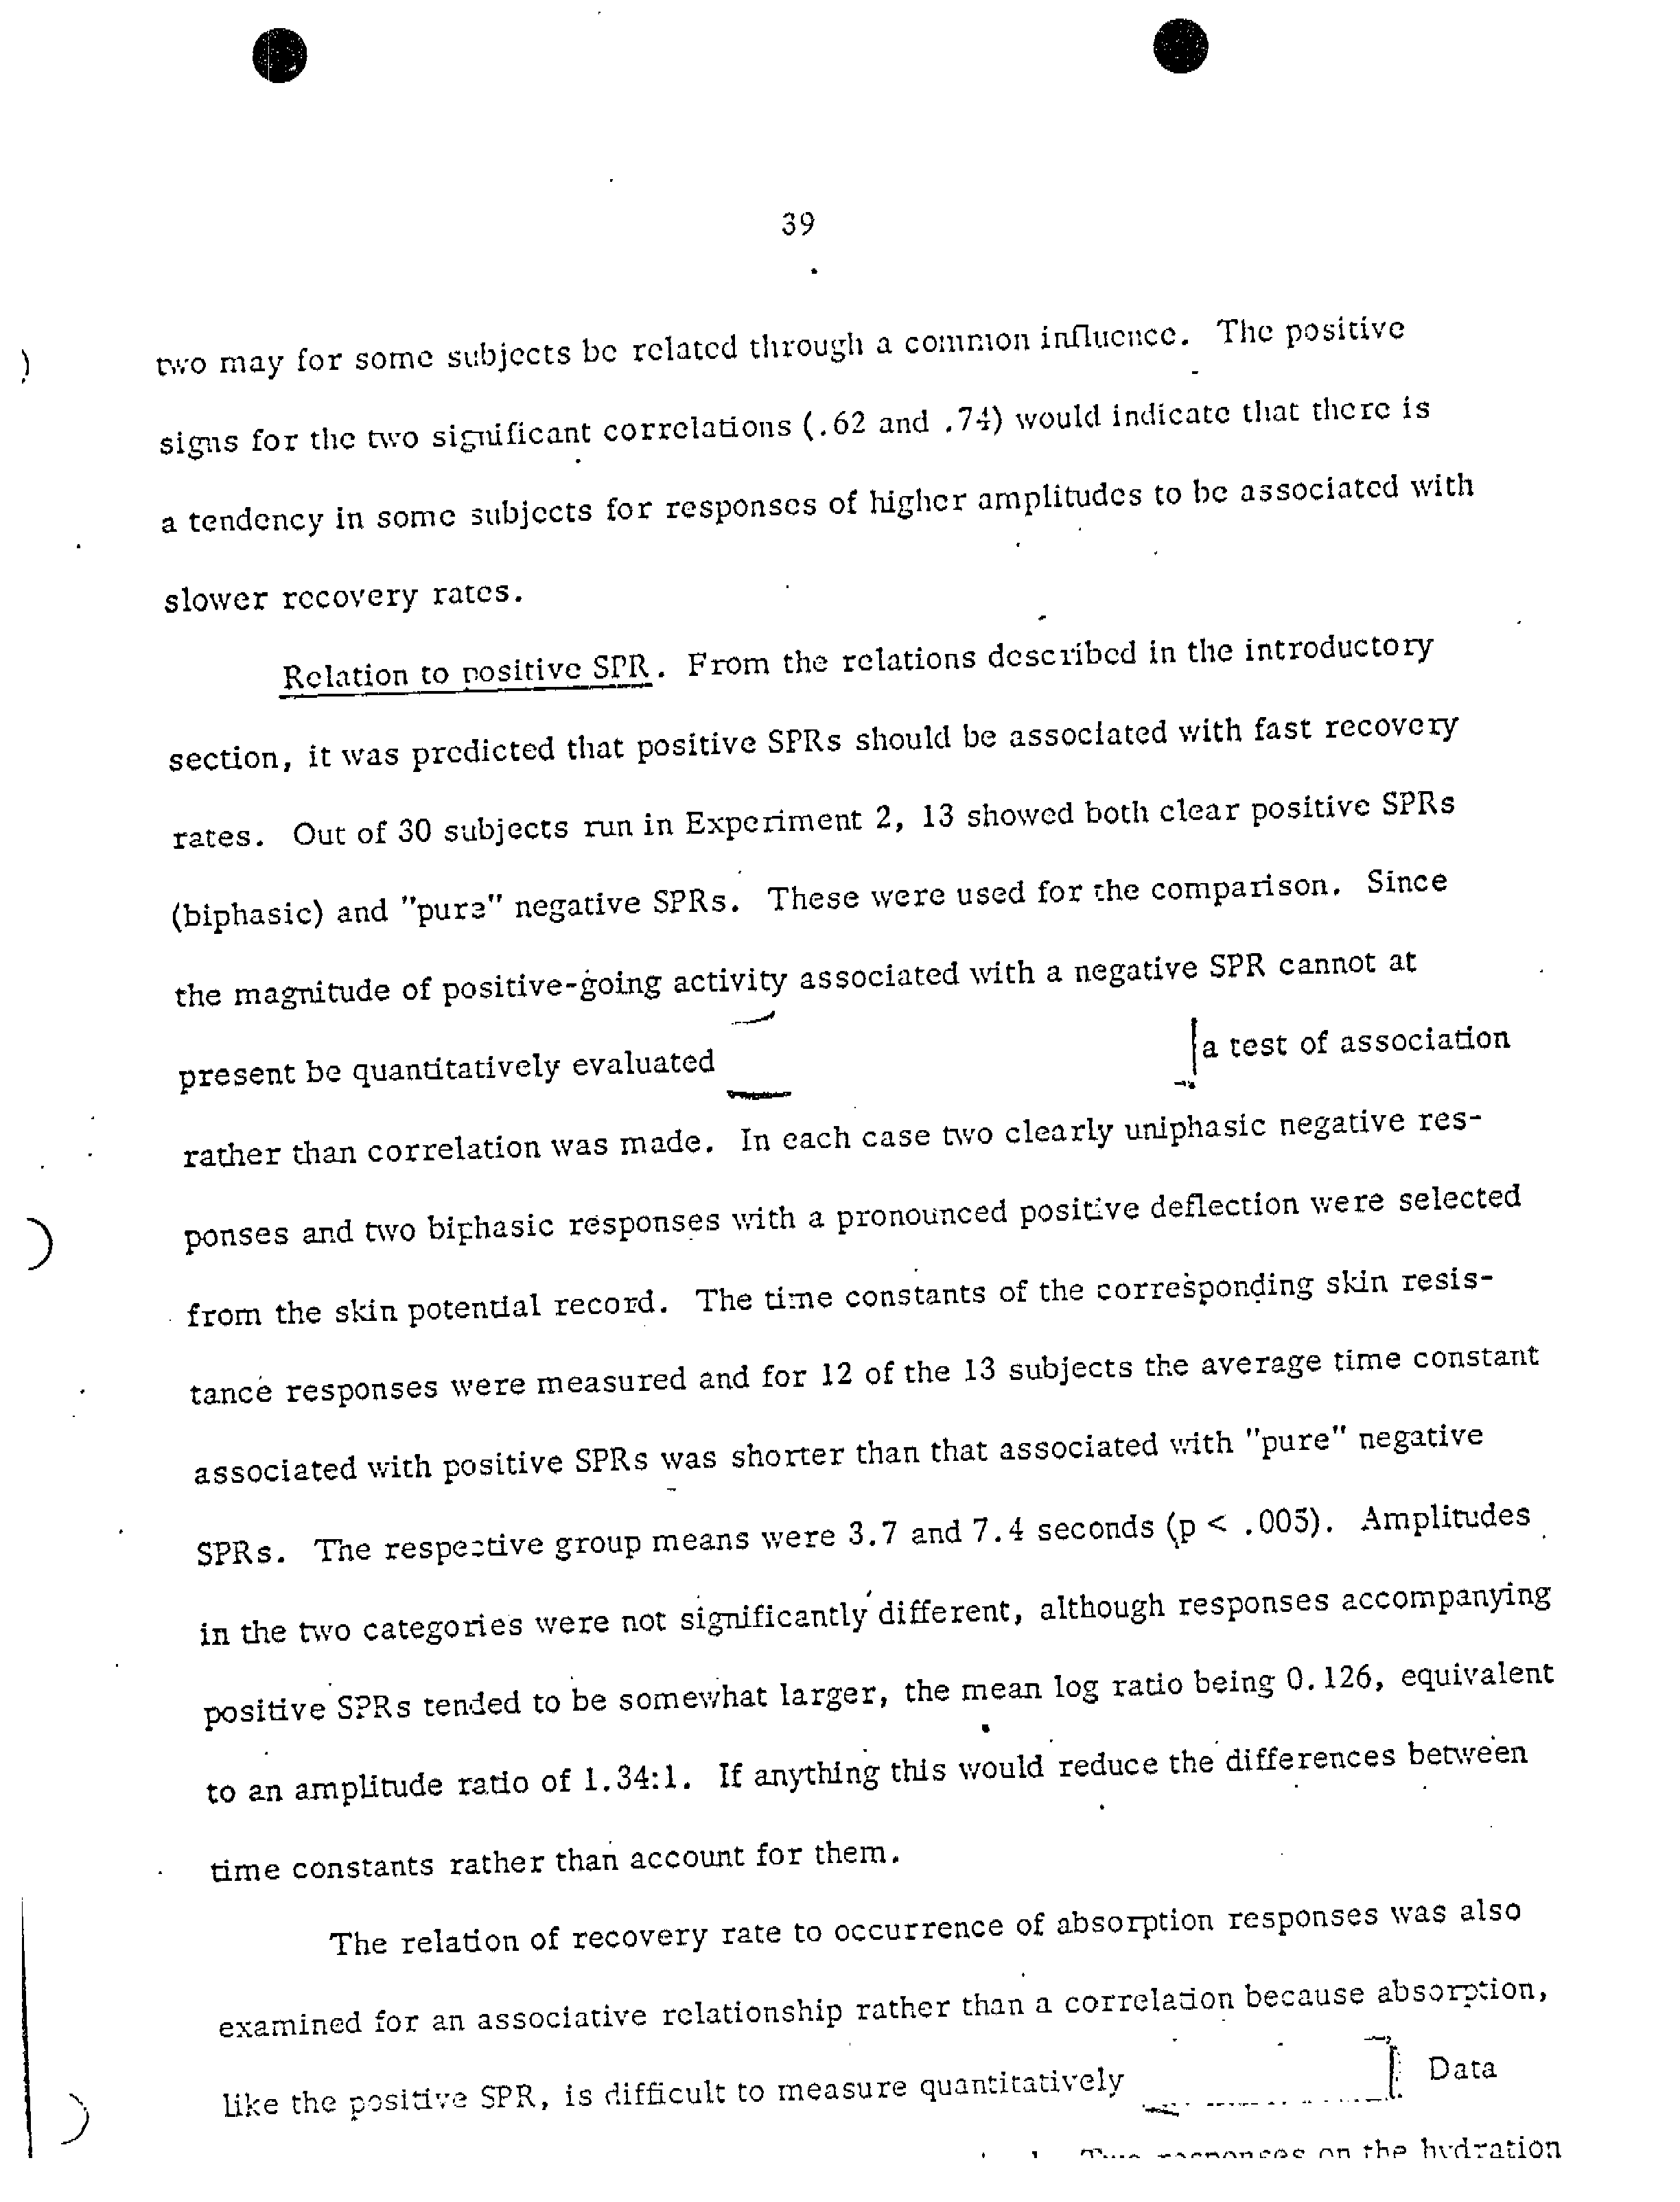 39
two may for some subjects be related through a common influence. The positive
signs for the two significant correlations (.62 and .74) would indicate that there is
a tendency in some subjects for responses of higher amplitudes to be associated with
slower recovery rates.
Relation to positive SPR. From the relations described in the introductory
section, it was predicted that positive SPRs should be associated with fast recovery
rates. Out of 30 subjects run in Experiment 2, 13 showed both clear positive SPRs
(biphasic) and "pure" negative SPRs. These were used for the comparison. Since
the magnitude of positive-going activity associated with a negative SPR cannot at
present be quantitatively evaluated a test of association
rather than correlation was made. In each case two clearly uniphasic negative res-
ponses and two biphasic responses with a pronounced positive deflection were selected
from the skin potential record. The time constants of the corresponding skin resis-
tance responses were measured and for 12 of the 13 subjects the average time constant
associated with positive SPRs was shorter than that associated with "pure" negative
SPRs. The respective group means were 3.7 and 7.4 seconds (p < .005). Amplitudes
in the two categories were not significantly different, although responses accompanying
positive SPRs tended to be somewhat larger, the mean log ratio being 0.126, equivalent
to an amplitude ratio of 1.34:1. If anything this would reduce the differences between
time constants rather than account for them.
The relation of recovery rate to occurrence of absorption responses was also
examined for an associative relationship rather than a correlation because absorption,
like the positive SPR, is difficult to measure quantitatively Data
responses on the hydration